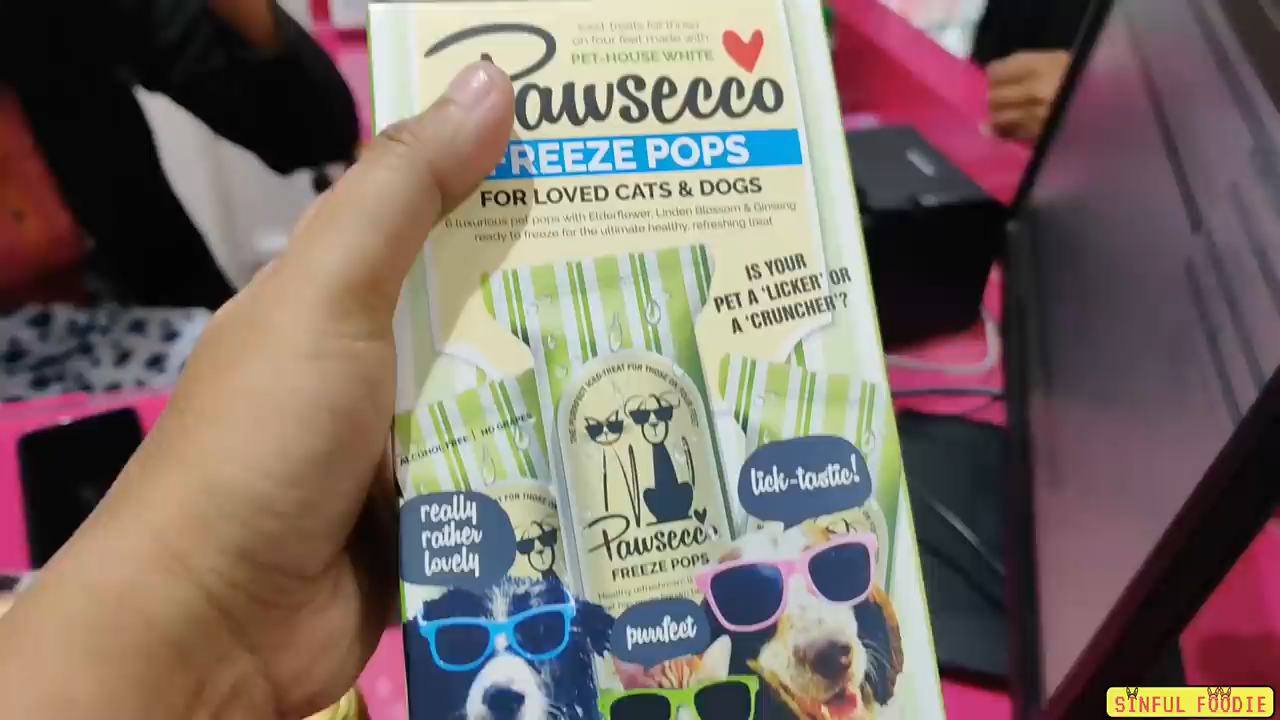 iced treats for those
on four feet made with
PET-HOUSE WHITE
Pawsecco
FREEZE POPS
FOR LOVED CATS & DOGS
6 luxurious pet pops with Elderflower, Linden Blossom & Ginseng
ready to freeze for the ultimate healthy, refreshing treat
IS YOUR
PET A 'LICKER' OR
A 'CRUNCHER'?
ALCOHOL FREE | NO GRAPES
Pawsecco
FREEZE POPS
really
rather
lovely
lick-tastic!
purrfect
SINFUL FOODIE